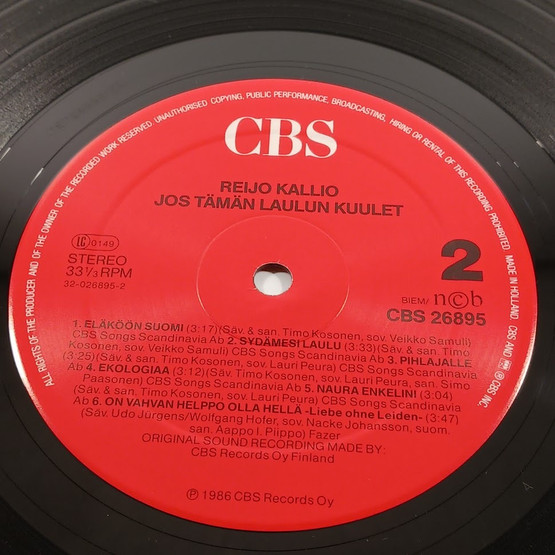 ALL RIGHTS OF THE PRODUCER AND OF THE OWNER OF THE RECORDED WORK RESERVED. UNAUTHORISED COPYING, PUBLIC PERFORMANCE, BROADCASTING, HIRING OR RENTAL OF THIS RECORDING PROHIBITED. MADE IN HOLLAND. CBS AND ARE ® CBS INC.
CBS
REIJO KALLIO
JOS TÄMÄN LAULUN KUULET
LC 0149
STEREO
33⅓ RPM
32-026895-2
2
BIEM/ n©b
CBS 26895
1. ELÄKÖÖN SUOMI (3:17)(Säv. & san. Timo Kosonen, sov Veikko Samuli)
CBS Songs Scandinavia Ab 2. SYDÄMESI LAULU (3:33)(Säv. & san. Timo
Kosonen, sov. Veikko Samuli) CBS Songs Scandinavia Ab 3. PIHLAJALLE
(3:25)(Säv. & san. Timo Kosonen, sov. Lauri Peura) CBS Songs Scandinavia
Ab 4. EKOLOGIAA (3:12)(Säv. Timo Kosonen, sov. Lauri Peura, san. Simo
Paasonen) CBS Songs Scandinavia Ab 5. NAURA ENKELINI (3:04)
(Säv. & san. Timo Kosonen, sov. Lauri Peura) CBS Songs Scandinavia
Ab 6. ON VAHVAN HELPPO OLLA HELLÄ -Liebe ohne Leiden- (3:47)
(Säv. Udo Jürgens/Wolfgang Hofer, sov. Nacke Johansson, suom.
san. Aappo I. Piippo) Fazer
ORIGINAL SOUND RECORDING MADE BY:
CBS Records Oy Finland
℗ 1986 CBS Records Oy